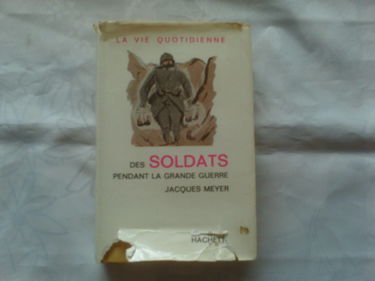 LA VIE QUOTIDIENNE
DES SOLDATS
PENDANT LA GRANDE GUERRE
JACQUES MEYER
HACHETTE